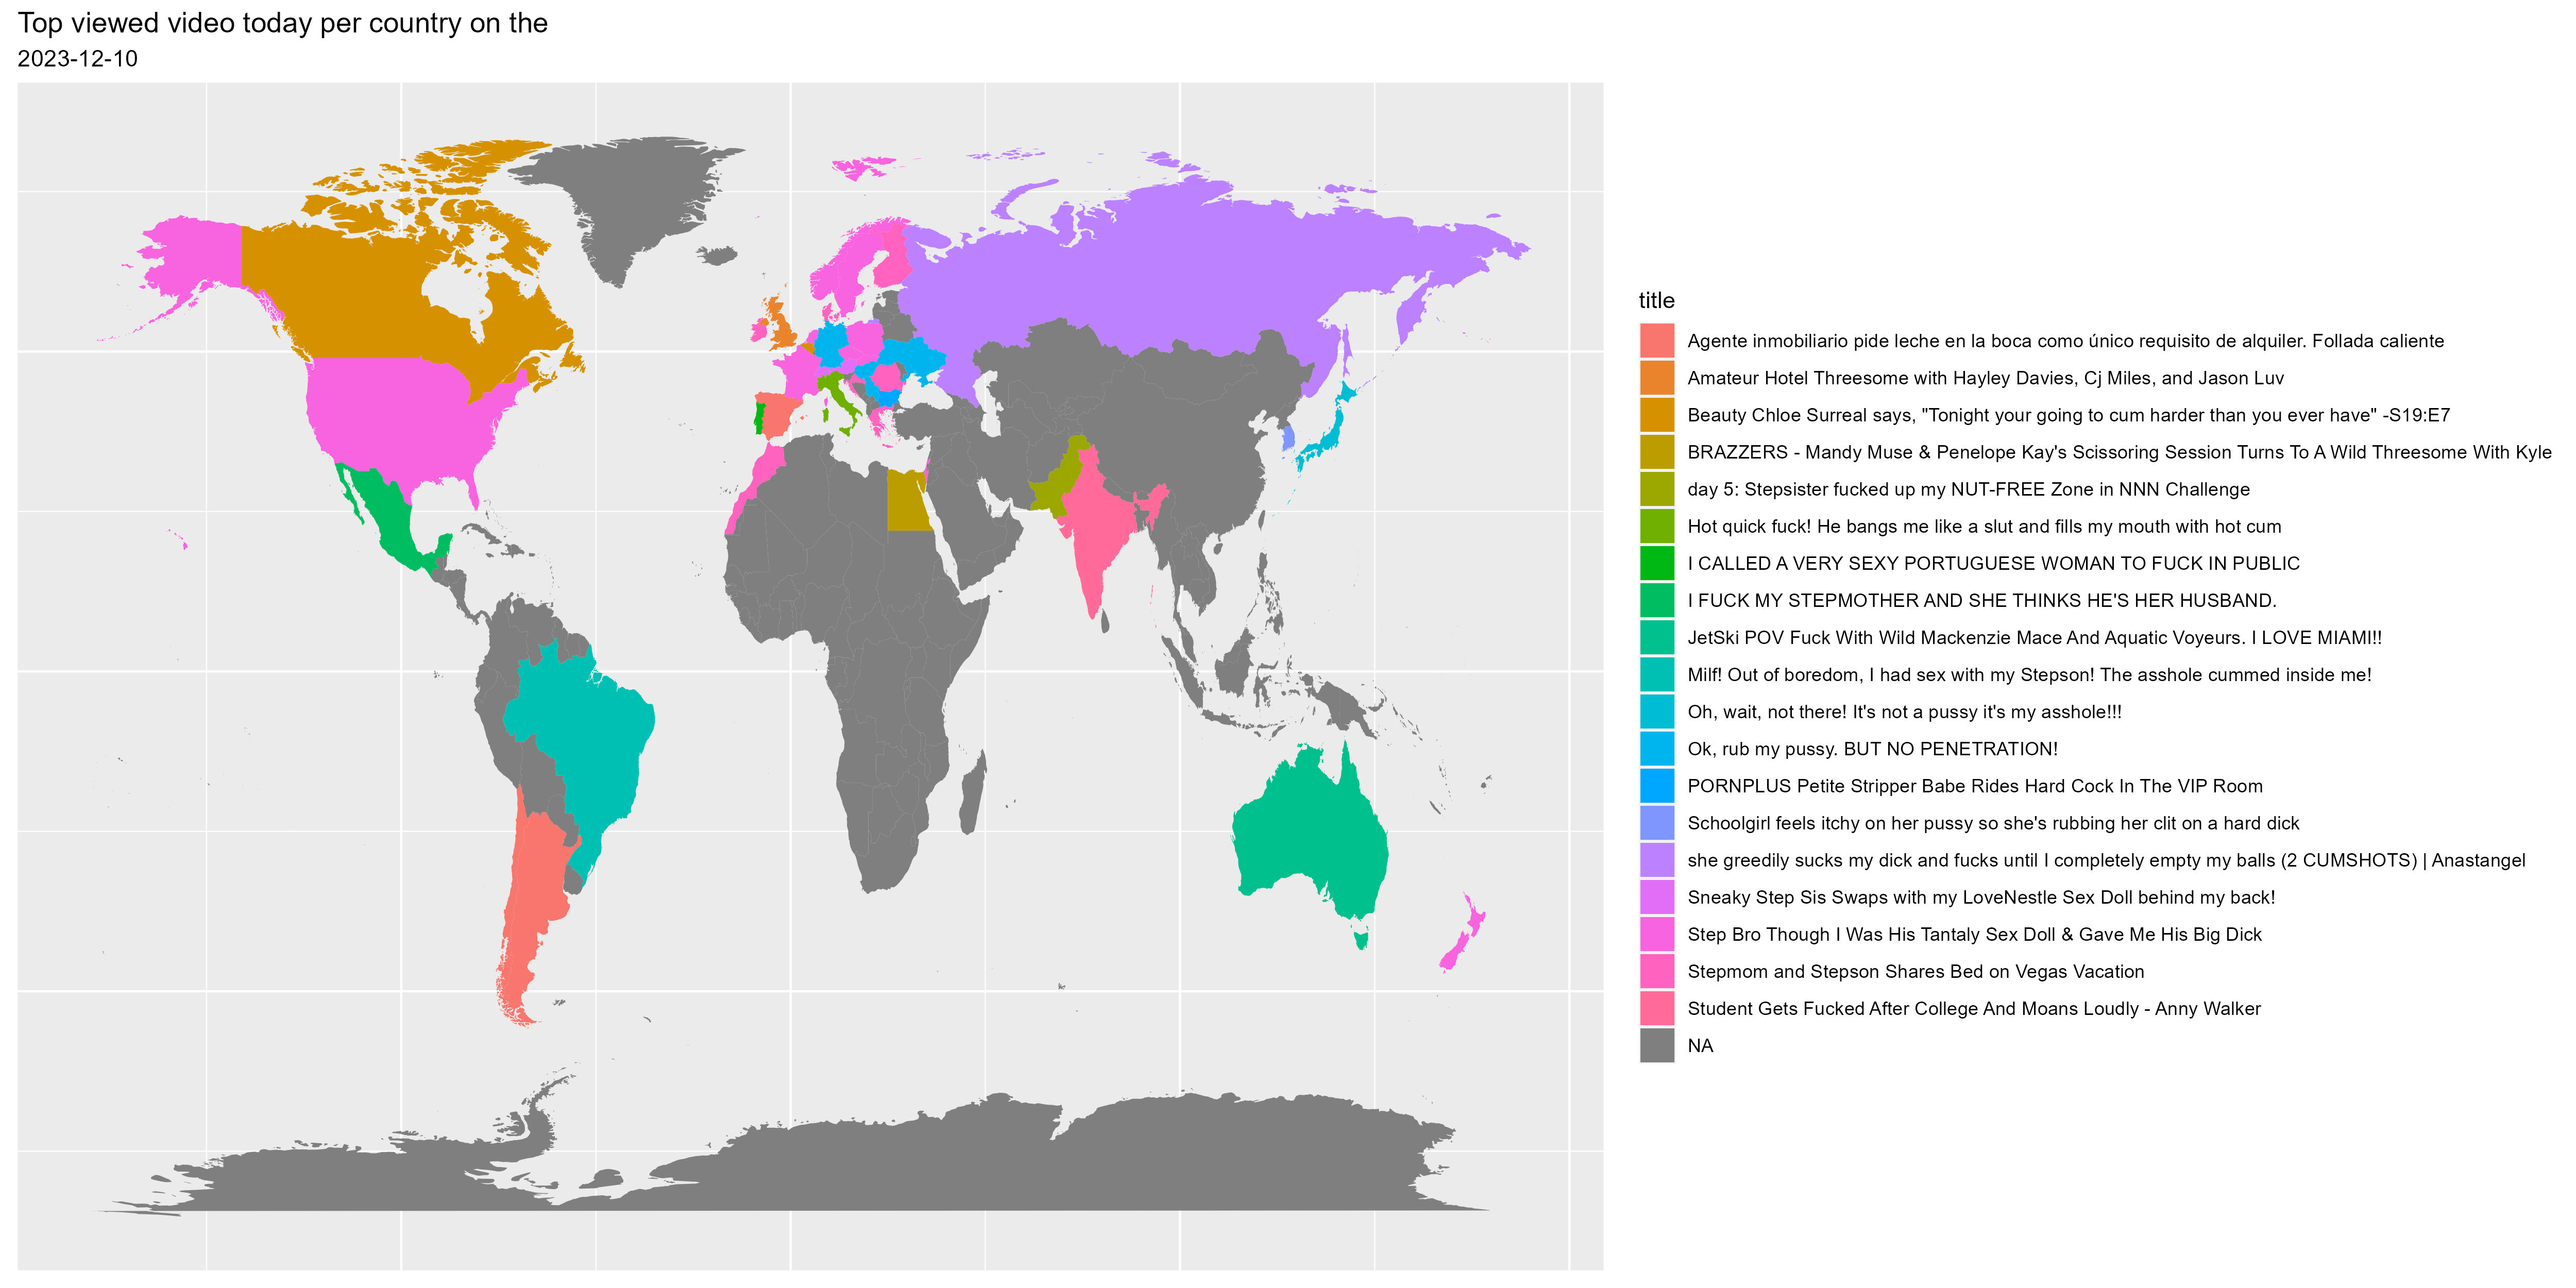 Top viewed video today per country on the
2023-12-10
title
Agente inmobiliario pide leche en la boca como único requisito de alquiler. Follada caliente
Amateur Hotel Threesome with Hayley Davies, Cj Miles, and Jason Luv
Beauty Chloe Surreal says, "Tonight your going to cum harder than you ever have" -S19:E7
BRAZZERS - Mandy Muse & Penelope Kay's Scissoring Session Turns To A Wild Threesome With Kyle
day 5: Stepsister fucked up my NUT-FREE Zone in NNN Challenge
Hot quick fuck! He bangs me like a slut and fills my mouth with hot cum
I CALLED A VERY SEXY PORTUGUESE WOMAN TO FUCK IN PUBLIC
I FUCK MY STEPMOTHER AND SHE THINKS HE'S HER HUSBAND.
JetSki POV Fuck With Wild Mackenzie Mace And Aquatic Voyeurs. I LOVE MIAMI!!
Milf! Out of boredom, I had sex with my Stepson! The asshole cummed inside me!
Oh, wait, not there! It's not a pussy it's my asshole!!!
Ok, rub my pussy. BUT NO PENETRATION!
PORNPLUS Petite Stripper Babe Rides Hard Cock In The VIP Room
Schoolgirl feels itchy on her pussy so she's rubbing her clit on a hard dick
she greedily sucks my dick and fucks until I completely empty my balls (2 CUMSHOTS) | Anastangel
Sneaky Step Sis Swaps with my LoveNestle Sex Doll behind my back!
Step Bro Though I Was His Tantaly Sex Doll & Gave Me His Big Dick
Stepmom and Stepson Shares Bed on Vegas Vacation
Student Gets Fucked After College And Moans Loudly - Anny Walker
NA